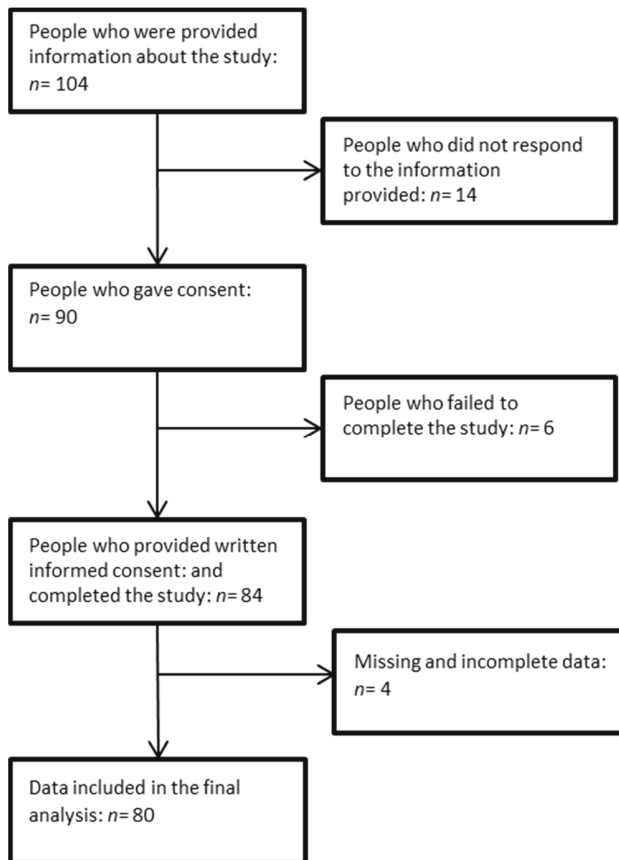 People who were provided
information about the study:
n= 104
People who did not respond
to the information
provided: n= 14
People who gave consent:
n= 90
People who failed to
complete the study: n= 6
People who provided written
informed consent: and
completed the study: n= 84
Missing and incomplete data:
n= 4
Data included in the final
analysis: n= 80